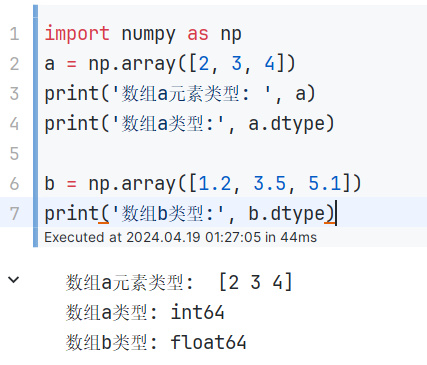 1 import numpy as np
2 a = np.array([2, 3, 4])
3 print('数组a元素类型: ', a)
4 print('数组a类型:', a.dtype)
5
6 b = np.array([1.2, 3.5, 5.1])
7 print('数组b类型:', b.dtype)
Executed at 2024.04.19 01:27:05 in 44ms
数组a元素类型:  [2 3 4]
数组a类型: int64
数组b类型: float64